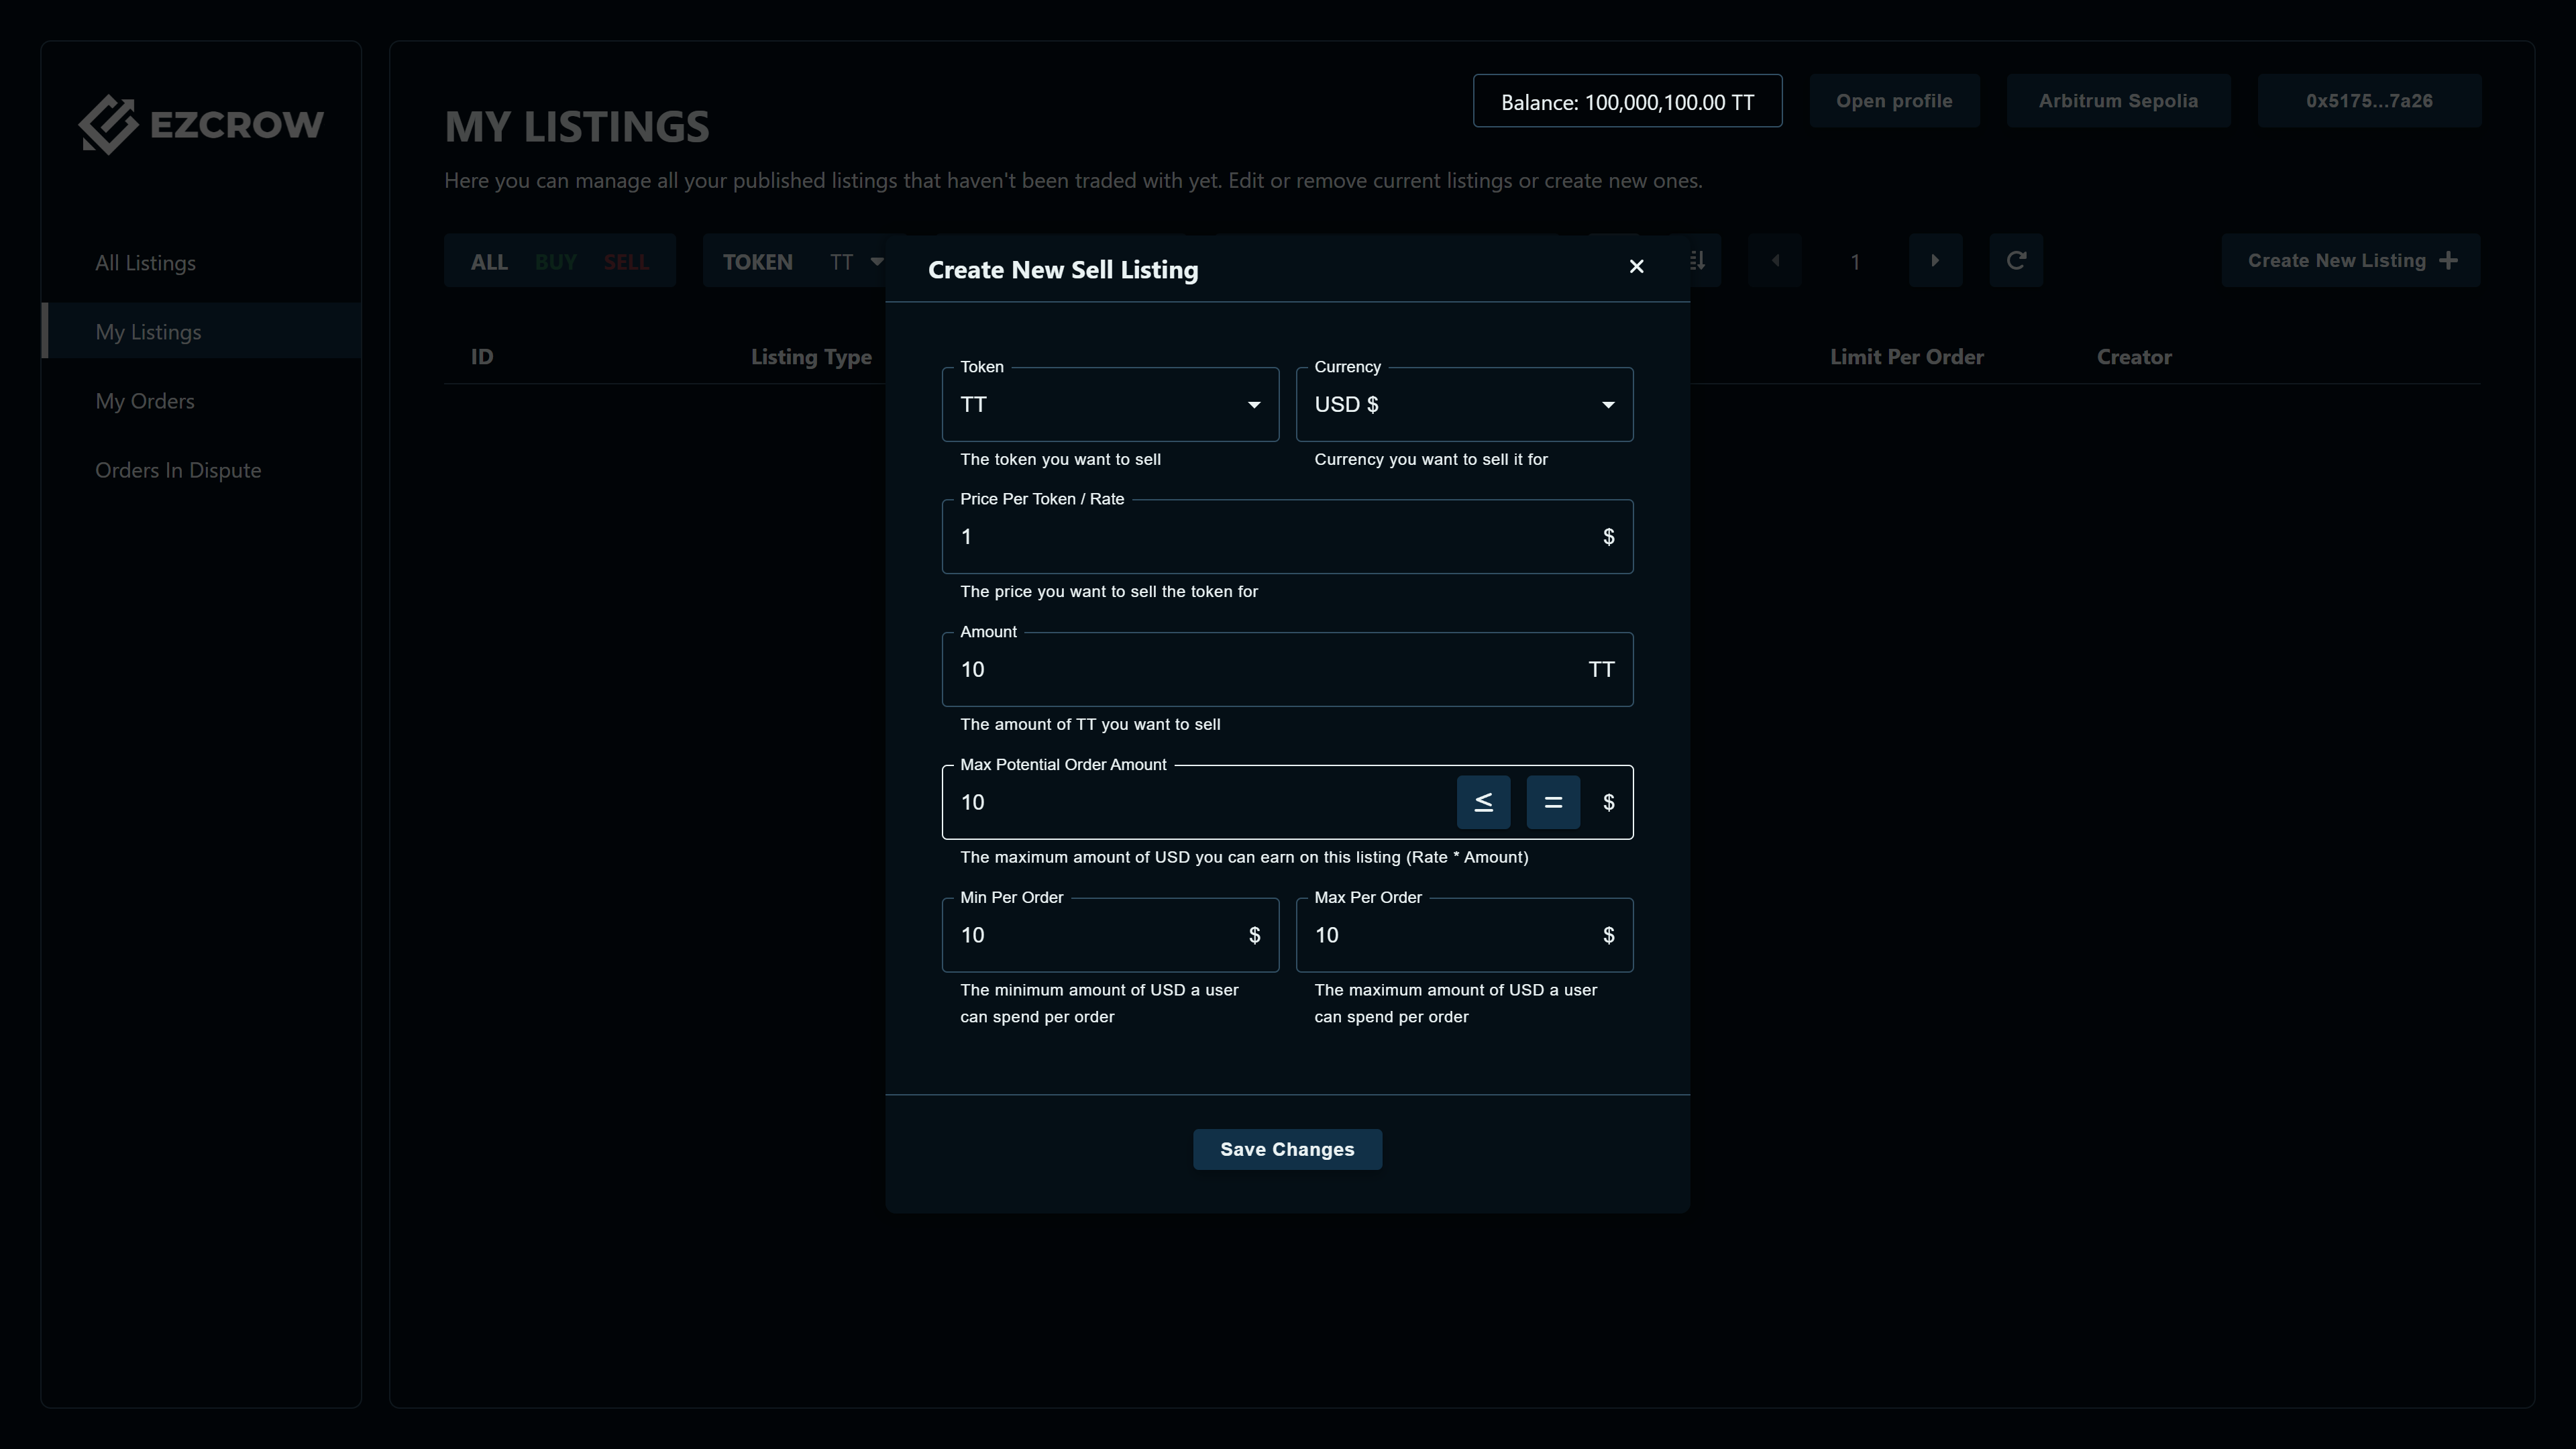 EZCROW
All Listings
My Listings
My Orders
Orders In Dispute
MY LISTINGS
Balance: 100,000,100.00 TT
Open profile
Arbitrum Sepolia
0x5175...7a26
Here you can manage all your published listings that haven't been traded with yet. Edit or remove current listings or create new ones.
ALL BUY SELL
TOKEN TT
1
Create New Listing +
ID
Listing Type
Limit Per Order
Creator
Create New Sell Listing
Token
TT
The token you want to sell
Currency
USD $
Currency you want to sell it for
Price Per Token / Rate
1 $
The price you want to sell the token for
Amount
10 TT
The amount of TT you want to sell
Max Potential Order Amount
10 ≤ = $
The maximum amount of USD you can earn on this listing (Rate * Amount)
Min Per Order
10 $
The minimum amount of USD a user
can spend per order
Max Per Order
10 $
The maximum amount of USD a user
can spend per order
Save Changes